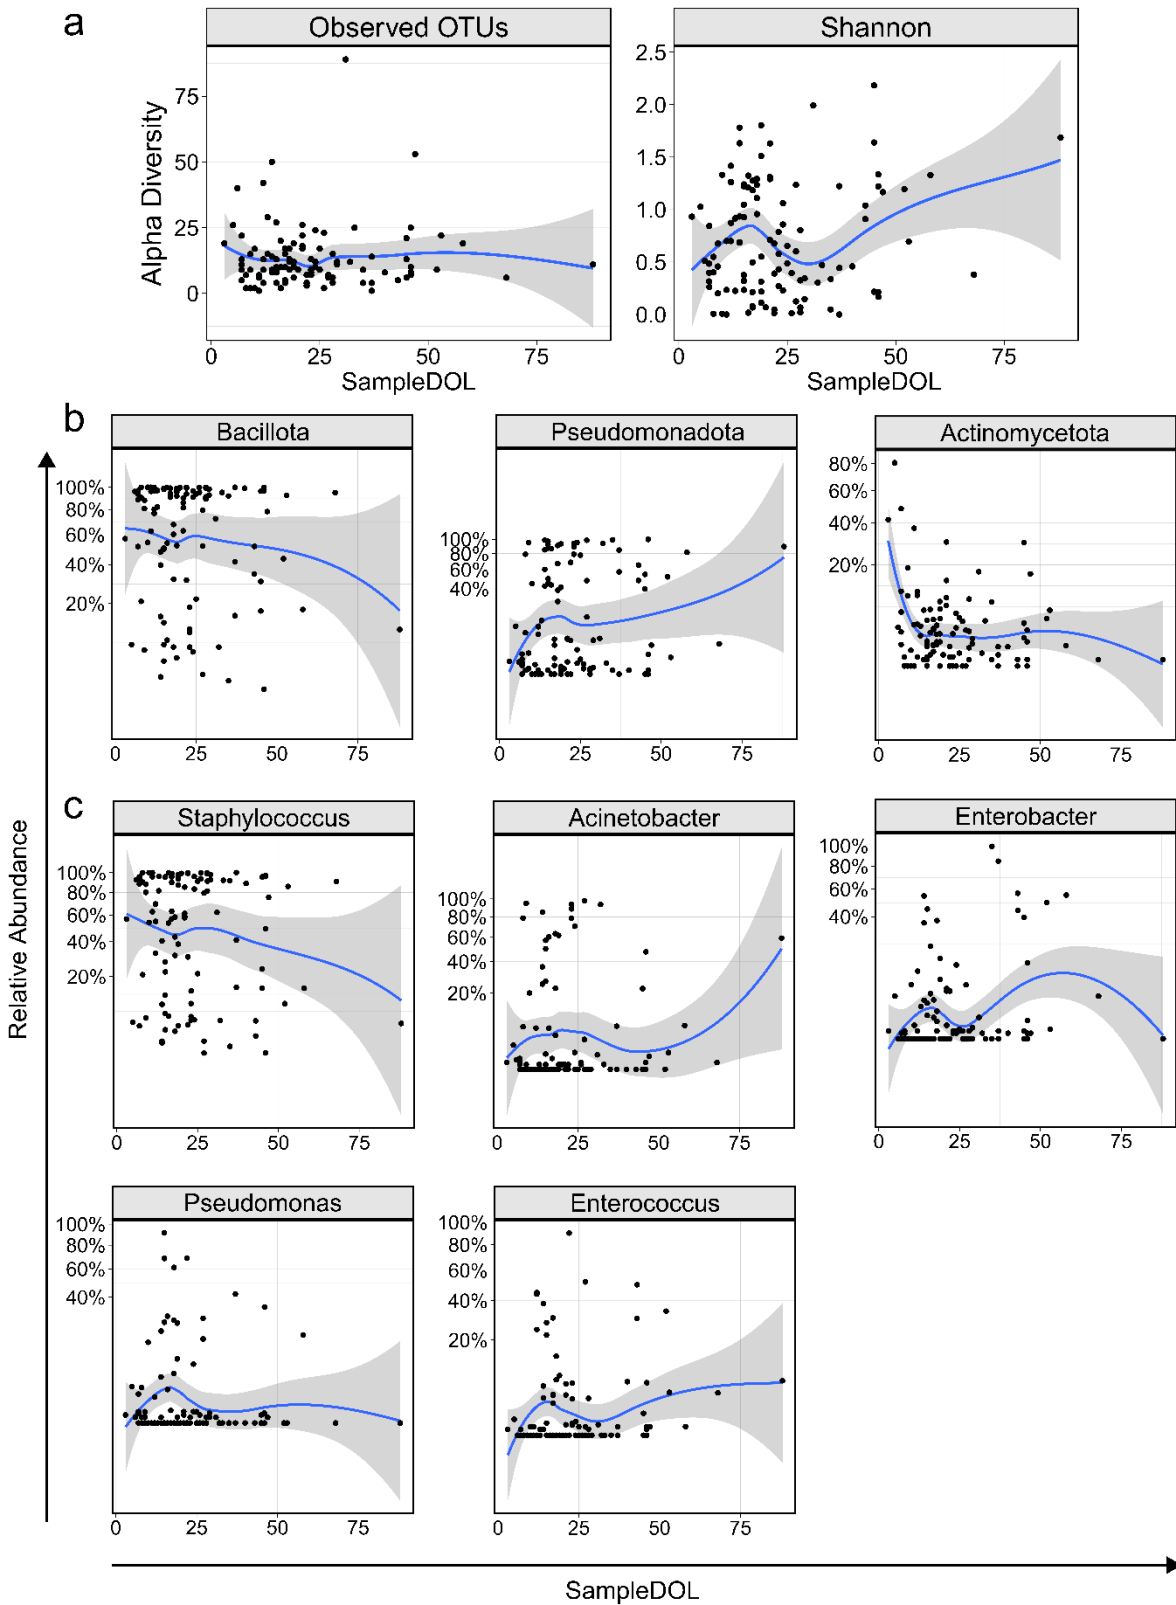 a
Observed OTUs
Shannon
Alpha Diversity
75
50
25
0
2.5
2.0
1.5
1.0
0.5
0.0
0 25 50 75
0 25 50 75
SampleDOL
SampleDOL
b
Bacillota
Pseudomonadota
Actinomycetota
100%
80%
60%
40%
20%
100%
80%
60%
40%
80%
60%
40%
20%
0 25 50 75
0 25 50 75
0 25 50 75
Relative Abundance
c
Staphylococcus
Acinetobacter
Enterobacter
100%
80%
60%
40%
20%
100%
80%
60%
40%
20%
100%
80%
60%
40%
0 25 50 75
0 25 50 75
0 25 50 75
Pseudomonas
Enterococcus
100%
80%
60%
40%
100%
80%
60%
40%
20%
0 25 50 75
0 25 50 75
SampleDOL